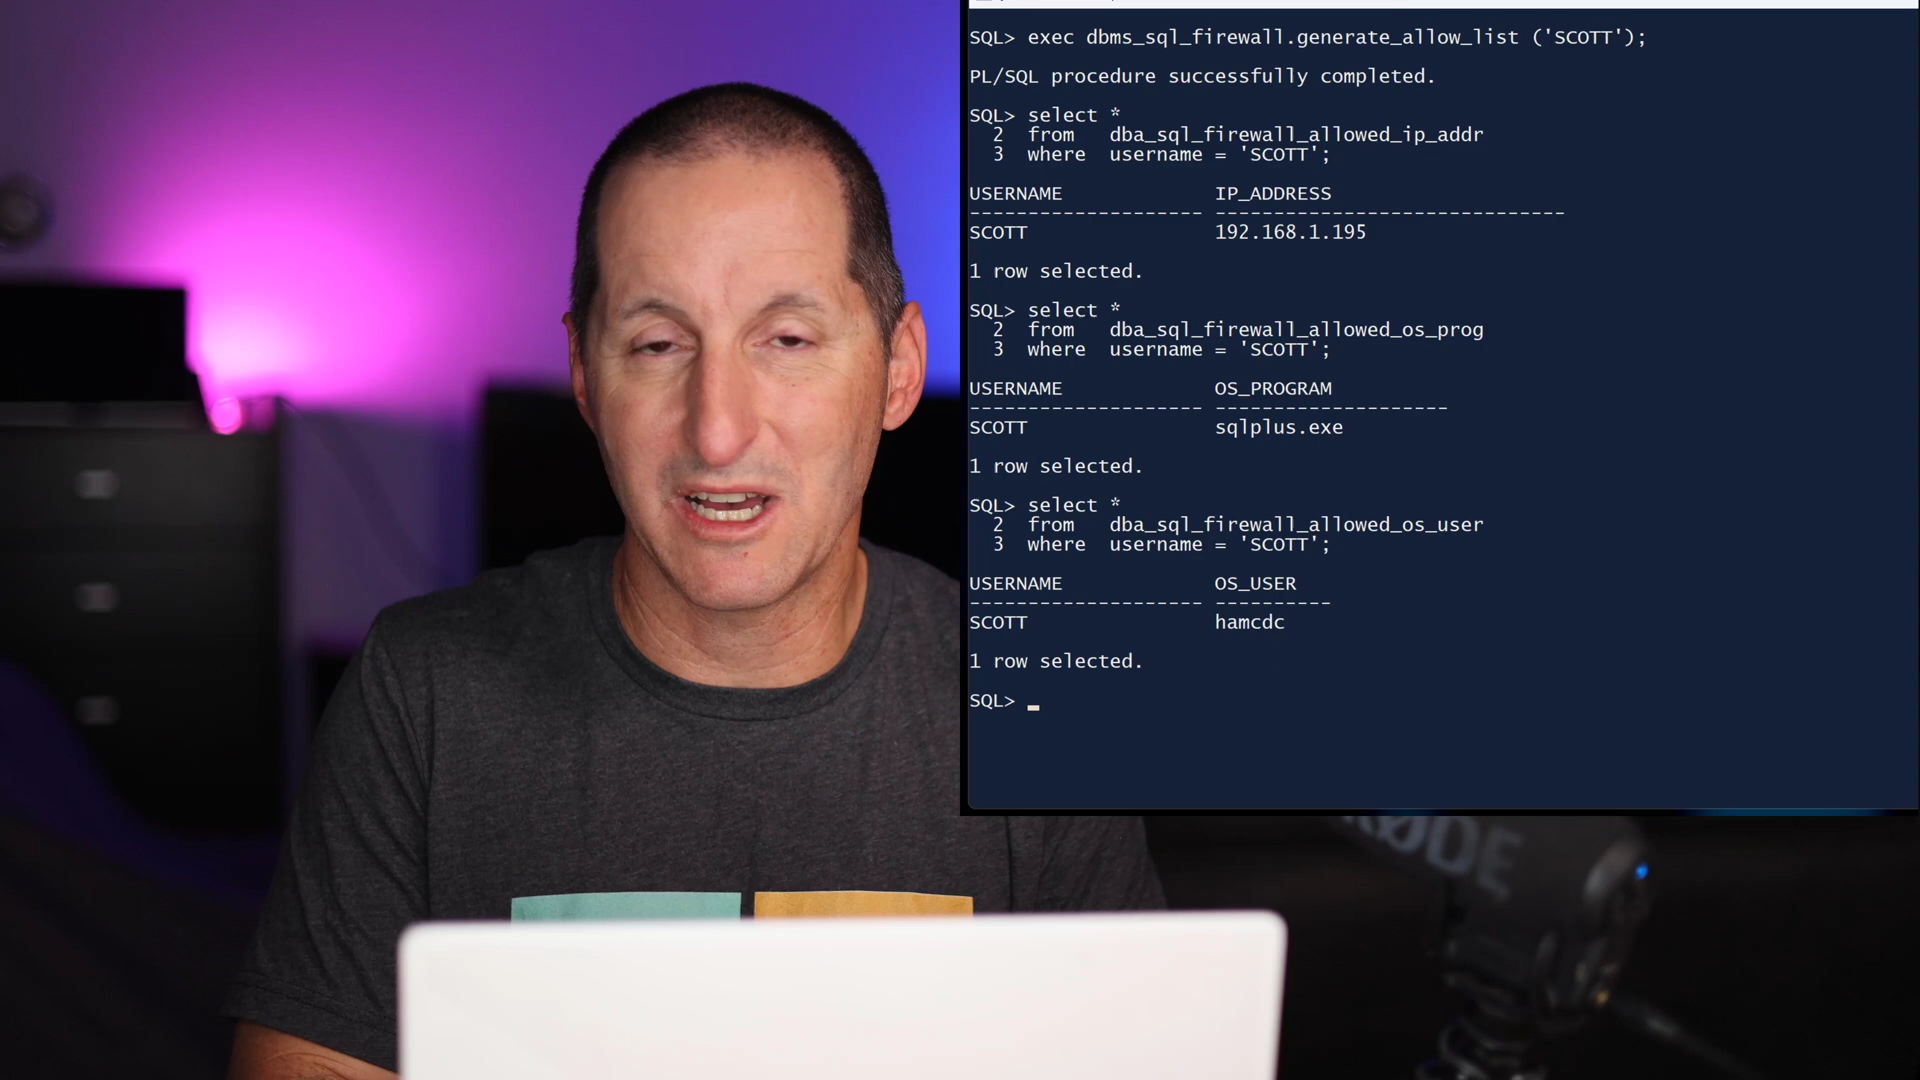 SQL> exec dbms_sql_firewall.generate_allow_list ('SCOTT');
PL/SQL procedure successfully completed.
SQL> select *
2 from dba_sql_firewall_allowed_ip_addr
3 where username = 'SCOTT';
USERNAME IP_ADDRESS
-------------------- ------------------------------
SCOTT 192.168.1.195
1 row selected.
SQL> select *
2 from dba_sql_firewall_allowed_os_prog
3 where username = 'SCOTT';
USERNAME OS_PROGRAM
-------------------- --------------------
SCOTT sqlplus.exe
1 row selected.
SQL> select *
2 from dba_sql_firewall_allowed_os_user
3 where username = 'SCOTT';
USERNAME OS_USER
-------------------- ----------
SCOTT hamcdc
1 row selected.
SQL> _
RØDE